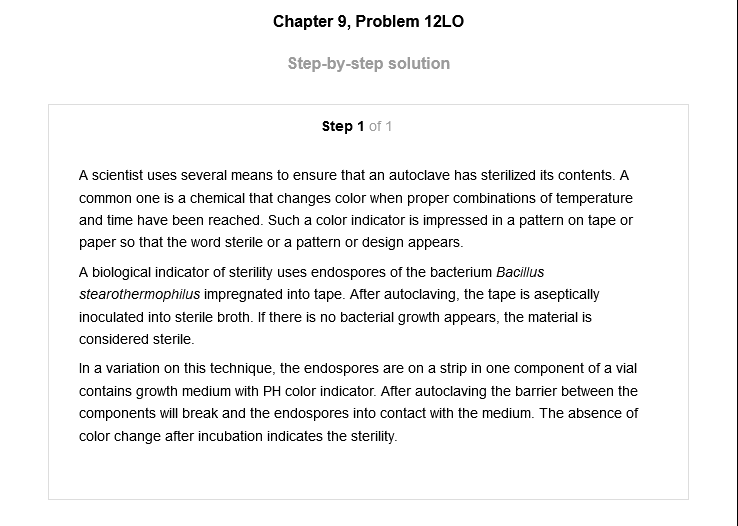 Chapter 9, Problem 12LO
Step-by-step solution
Step 1 of 1
A scientist uses several means to ensure that an autoclave has sterilized its contents. A
common one is a chemical that changes color when proper combinations of temperature
and time have been reached. Such a color indicator is impressed in a pattern on tape or
paper so that the word sterile or a pattern or design appears.
A biological indicator of sterility uses endospores of the bacterium Bacillus
stearothermophilus impregnated into tape. After autoclaving, the tape is aseptically
inoculated into sterile broth. If there is no bacterial growth appears, the material is
considered sterile.
In a variation on this technique, the endospores are on a strip in one component of a vial
contains growth medium with PH color indicator. After autoclaving the barrier between the
components will break and the endospores into contact with the medium. The absence of
color change after incubation indicates the sterility.